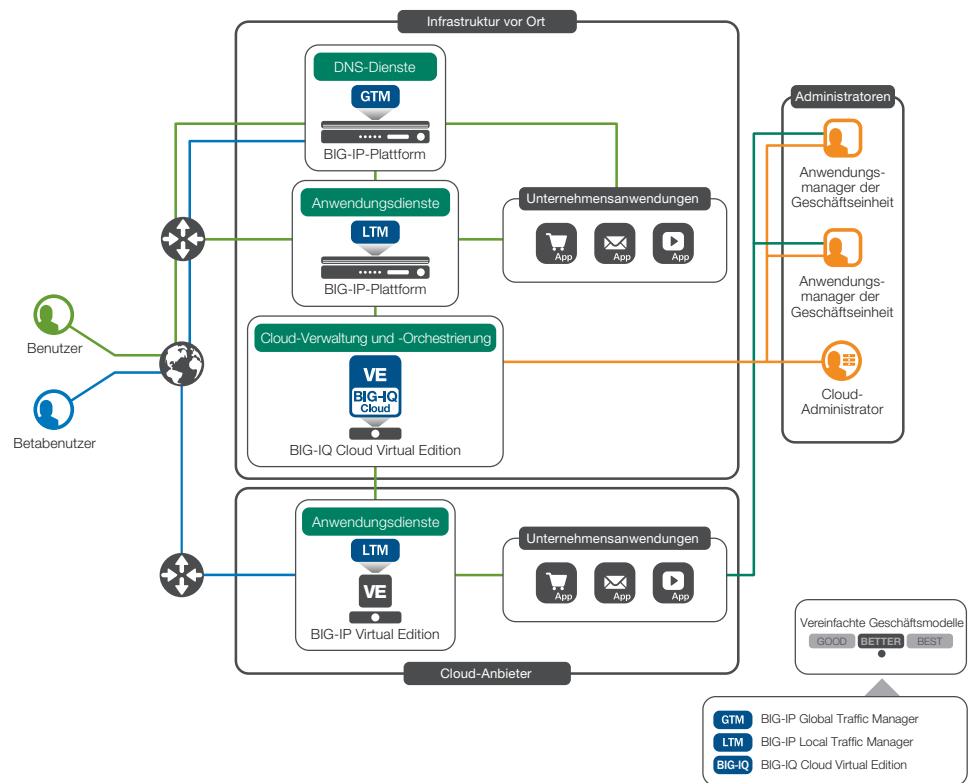 Infrastruktur vor Ort
DNS-Dienste
GTM
BIG-IP-Plattform
Anwendungsdienste
LTM
BIG-IP-Plattform
Unternehmensanwendungen
App
App
App
Cloud-Verwaltung und -Orchestrierung
VE
BIG-IQ
Cloud
BIG-IQ Cloud Virtual Edition
Benutzer
Betabenutzer
Administratoren
Anwendungs-
manager der
Geschäftseinheit
Anwendungs-
manager der
Geschäftseinheit
Cloud-
Administrator
Anwendungsdienste
LTM
VE
BIG-IP Virtual Edition
Unternehmensanwendungen
App
App
App
Cloud-Anbieter
Vereinfachte Geschäftsmodelle
GOOD BETTER BEST
GTM BIG-IP Global Traffic Manager
LTM BIG-IP Local Traffic Manager
BIG-IQ BIG-IQ Cloud Virtual Edition